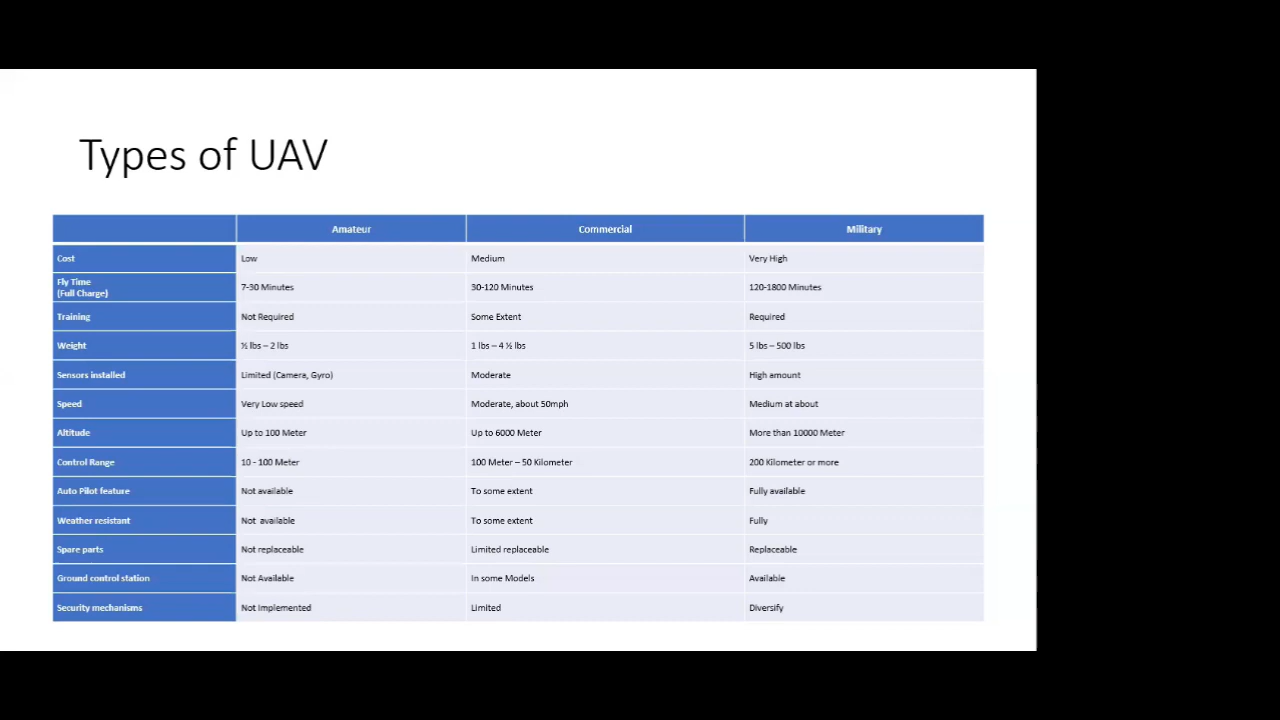 Types of UAV
Amateur Commercial Military
Cost Low Medium Very High
Fly Time
(Full Charge) 7-30 Minutes 30-120 Minutes 120-1800 Minutes
Training Not Required Some Extent Required
Weight ½ lbs – 2 lbs 1 lbs – 4 ½ lbs 5 lbs – 500 lbs
Sensors installed Limited (Camera, Gyro) Moderate High amount
Speed Very Low speed Moderate, about 50mph Medium at about
Altitude Up to 100 Meter Up to 6000 Meter More than 10000 Meter
Control Range 10 - 100 Meter 100 Meter – 50 Kilometer 200 Kilometer or more
Auto Pilot feature Not available To some extent Fully available
Weather resistant Not available To some extent Fully
Spare parts Not replaceable Limited replaceable Replaceable
Ground control station Not Available In some Models Available
Security mechanisms Not Implemented Limited Diversify